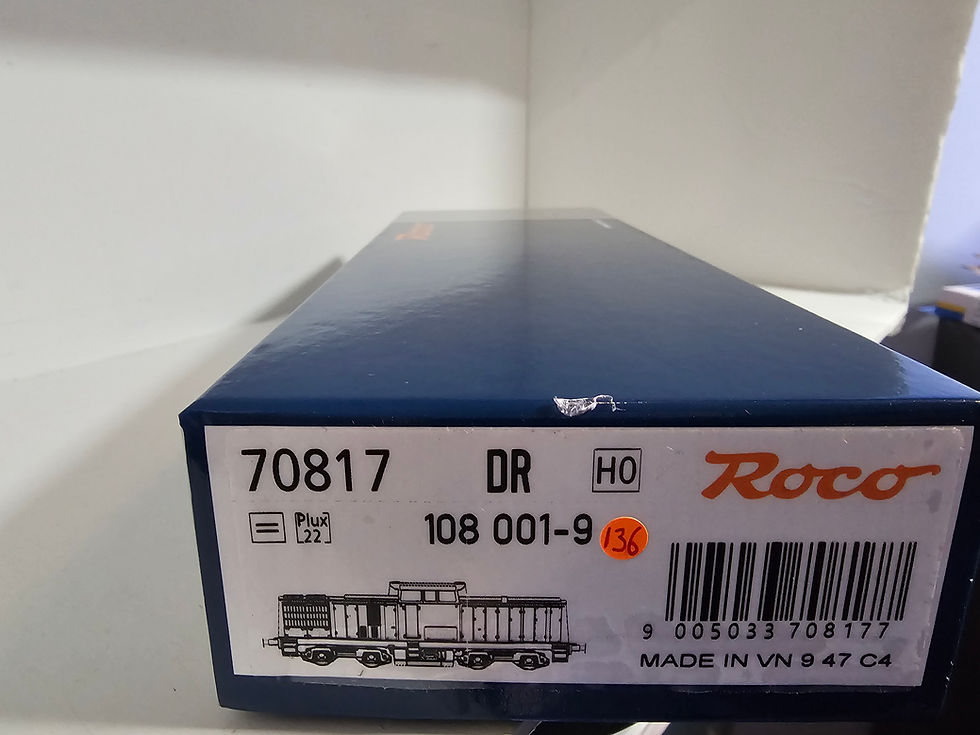 Roco
70817 DR H0 Roco
= Plux 22 108 001-9 136
9 005033 708177
MADE IN VN 9 47 C4